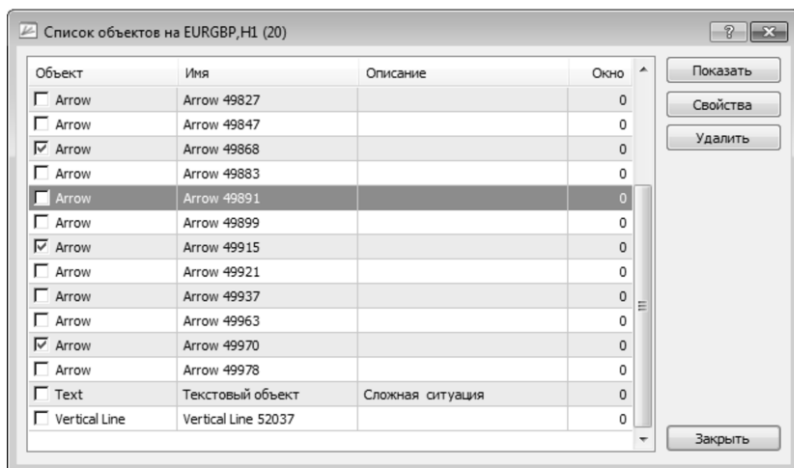 Список объектов на EURGBP,H1 (20)
Объект Имя Описание Окно
Arrow Arrow 49827 0
Arrow Arrow 49847 0
Arrow Arrow 49868 0
Arrow Arrow 49883 0
Arrow Arrow 49891 0
Arrow Arrow 49899 0
Arrow Arrow 49915 0
Arrow Arrow 49921 0
Arrow Arrow 49937 0
Arrow Arrow 49963 0
Arrow Arrow 49970 0
Arrow Arrow 49978 0
Text Текстовый объект Сложная ситуация 0
Vertical Line Vertical Line 52037 0
Показать
Свойства
Удалить
Закрыть